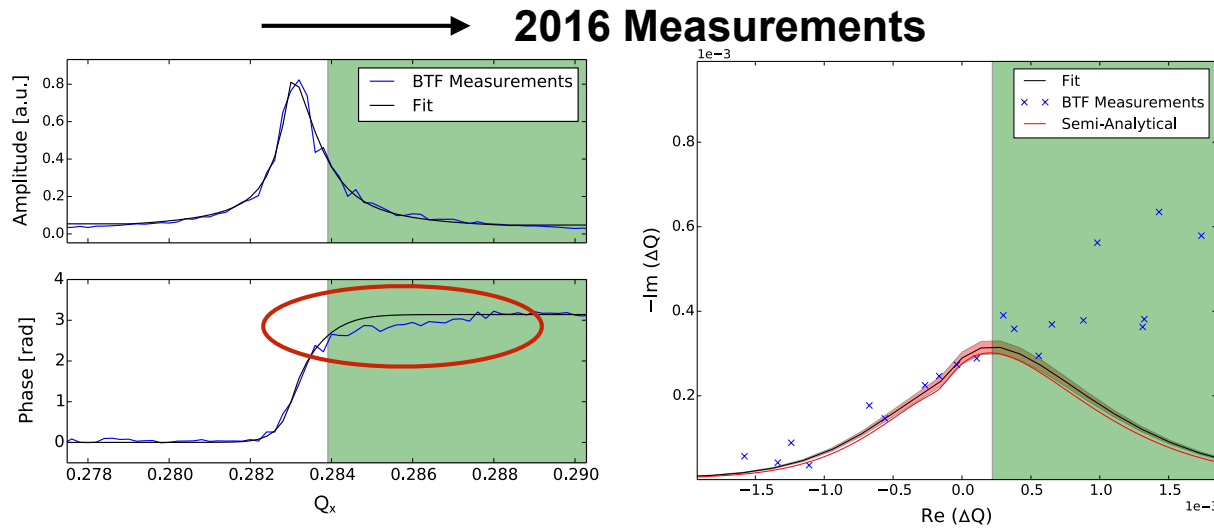 2016 Measurements
Amplitude [a.u.]
0.8
0.6
0.4
0.2
0.0
BTF Measurements
Fit
Phase [rad]
4
3
2
1
0
0.278 0.280 0.282 0.284 0.286 0.288 0.290
Qₓ
1e-3
−Im (ΔQ)
0.8
0.6
0.4
0.2
Fit
BTF Measurements
Semi-Analytical
−1.5 −1.0 −0.5 0.0 0.5 1.0 1.5
1e-3
Re (ΔQ)